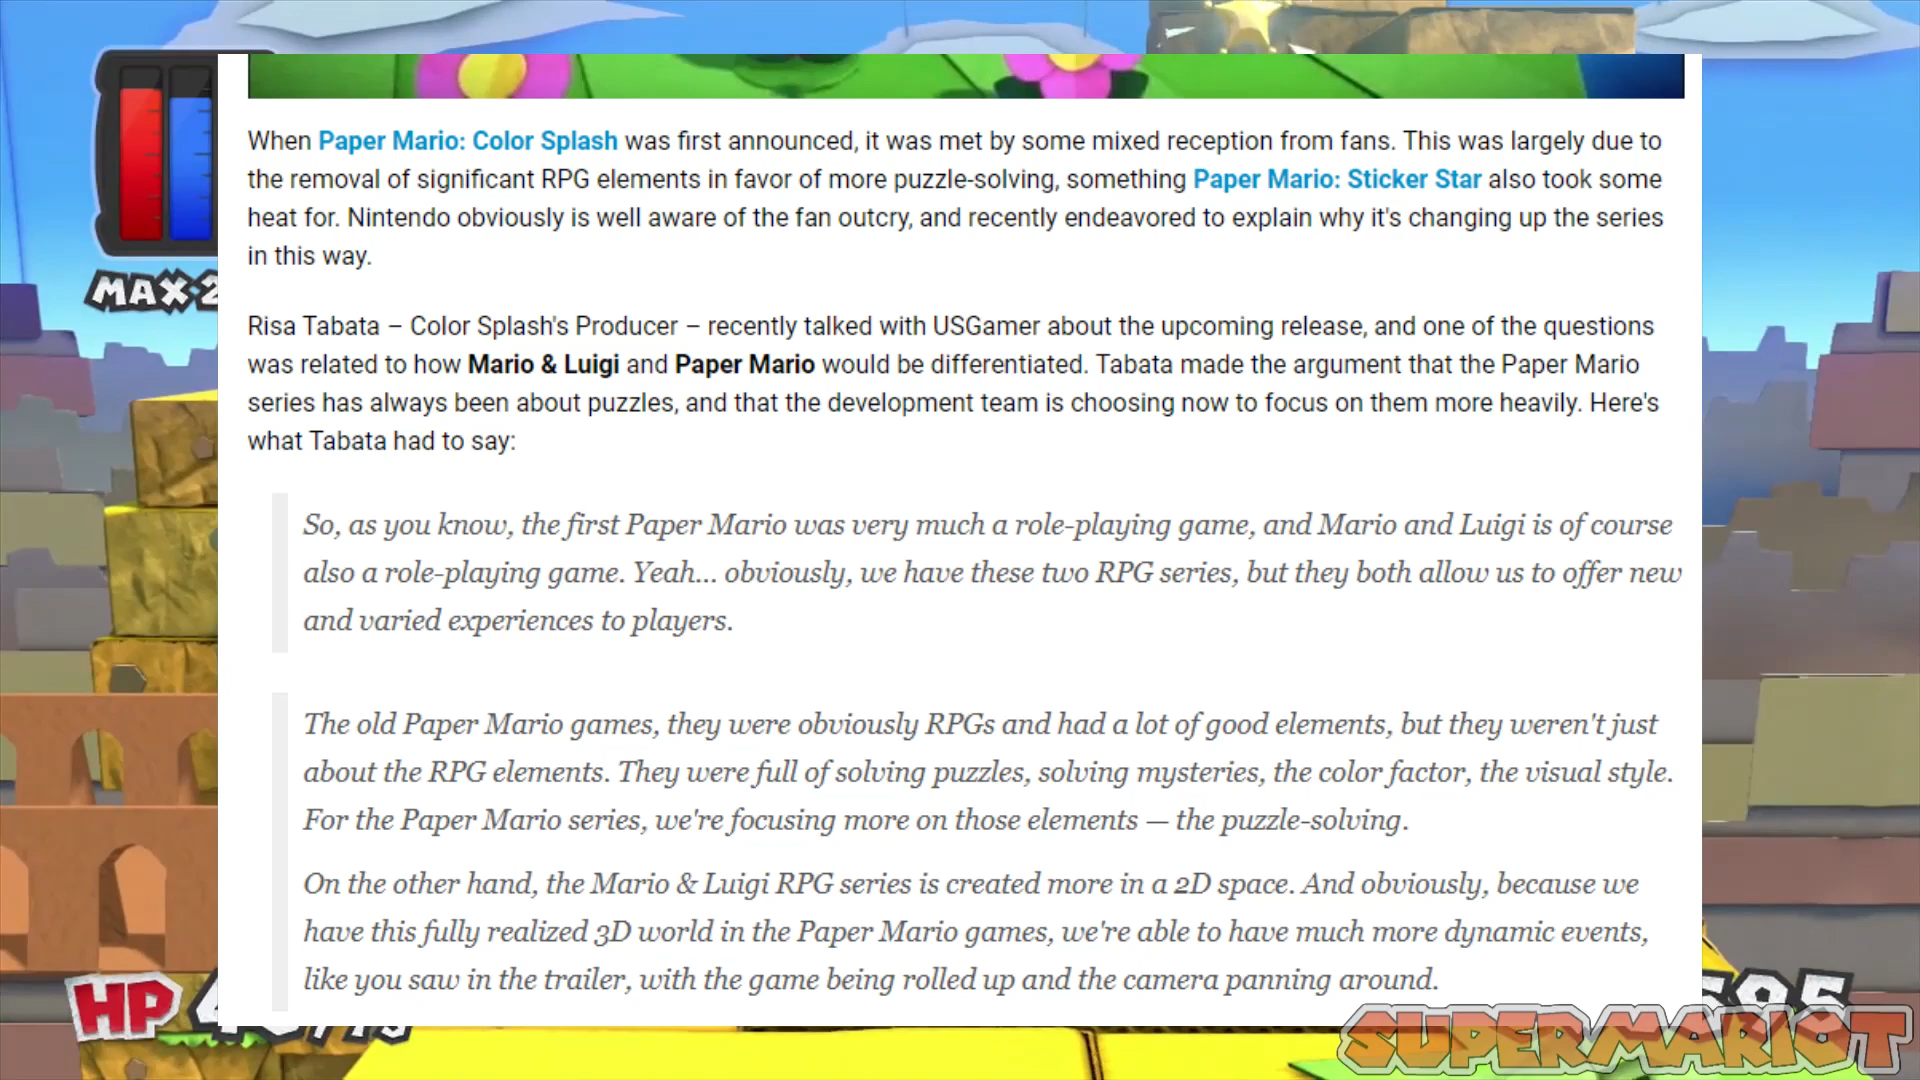 When Paper Mario: Color Splash was first announced, it was met by some mixed reception from fans. This was largely due to
the removal of significant RPG elements in favor of more puzzle-solving, something Paper Mario: Sticker Star also took some
heat for. Nintendo obviously is well aware of the fan outcry, and recently endeavored to explain why it's changing up the series
in this way.
MAX
Risa Tabata – Color Splash's Producer – recently talked with USGamer about the upcoming release, and one of the questions
was related to how Mario & Luigi and Paper Mario would be differentiated. Tabata made the argument that the Paper Mario
series has always been about puzzles, and that the development team is choosing now to focus on them more heavily. Here's
what Tabata had to say:
So, as you know, the first Paper Mario was very much a role-playing game, and Mario and Luigi is of course
also a role-playing game. Yeah... obviously, we have these two RPG series, but they both allow us to offer new
and varied experiences to players.
The old Paper Mario games, they were obviously RPGs and had a lot of good elements, but they weren't just
about the RPG elements. They were full of solving puzzles, solving mysteries, the color factor, the visual style.
For the Paper Mario series, we're focusing more on those elements — the puzzle-solving.
On the other hand, the Mario & Luigi RPG series is created more in a 2D space. And obviously, because we
have this fully realized 3D world in the Paper Mario games, we're able to have much more dynamic events,
like you saw in the trailer, with the game being rolled up and the camera panning around.
HP
SUPERMARIOT